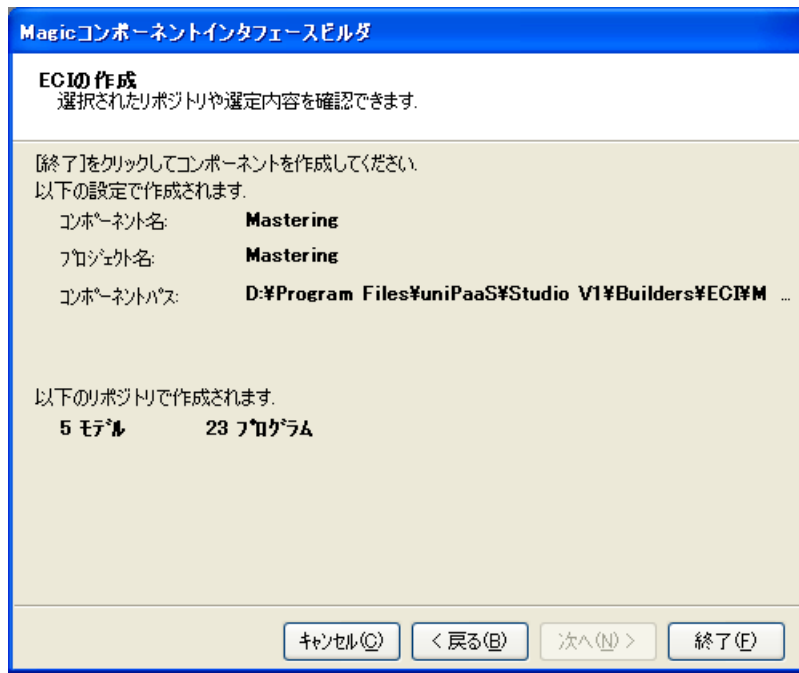 Magicコンポーネントインタフェースビルダ
ECIの作成
選択されたリポジトリや選定内容を確認できます.
[終了]をクリックしてコンポーネントを作成してください.
以下の設定で作成されます.
コンポーネント名: Mastering
プロジェクト名: Mastering
コンポーネントパス: D:¥Program Files¥uniPaaS¥Studio V1¥Builders¥ECI¥M ...
以下のリポジトリで作成されます.
5 モデル 23 プログラム
キャンセル(C) < 戻る(B) 次へ(N) > 終了(F)